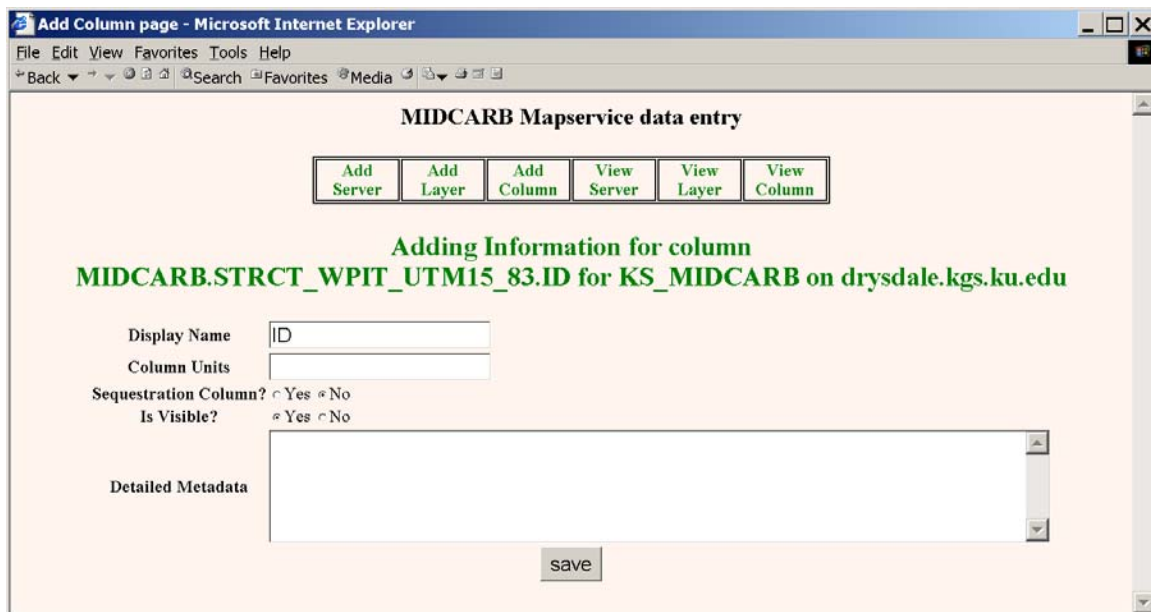 Add Column page - Microsoft Internet Explorer
File Edit View Favorites Tools Help
Back Search Favorites Media
MIDCARB Mapservice data entry
Add Server Add Layer Add Column View Server View Layer View Column
Adding Information for column
MIDCARB.STRCT_WPIT_UTM15_83.ID for KS_MIDCARB on drysdale.kgs.ku.edu
Display Name ID
Column Units
Sequestration Column? Yes No
Is Visible? Yes No
Detailed Metadata
save